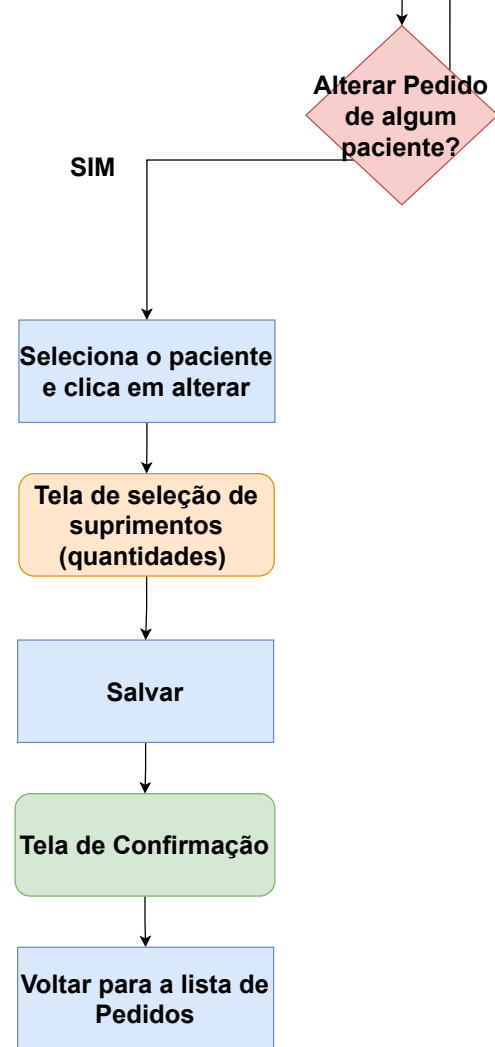 Alterar Pedido
de algum
paciente?
SIM
Seleciona o paciente
e clica em alterar
Tela de seleção de
suprimentos
(quantidades)
Salvar
Tela de Confirmação
Voltar para a lista de
Pedidos